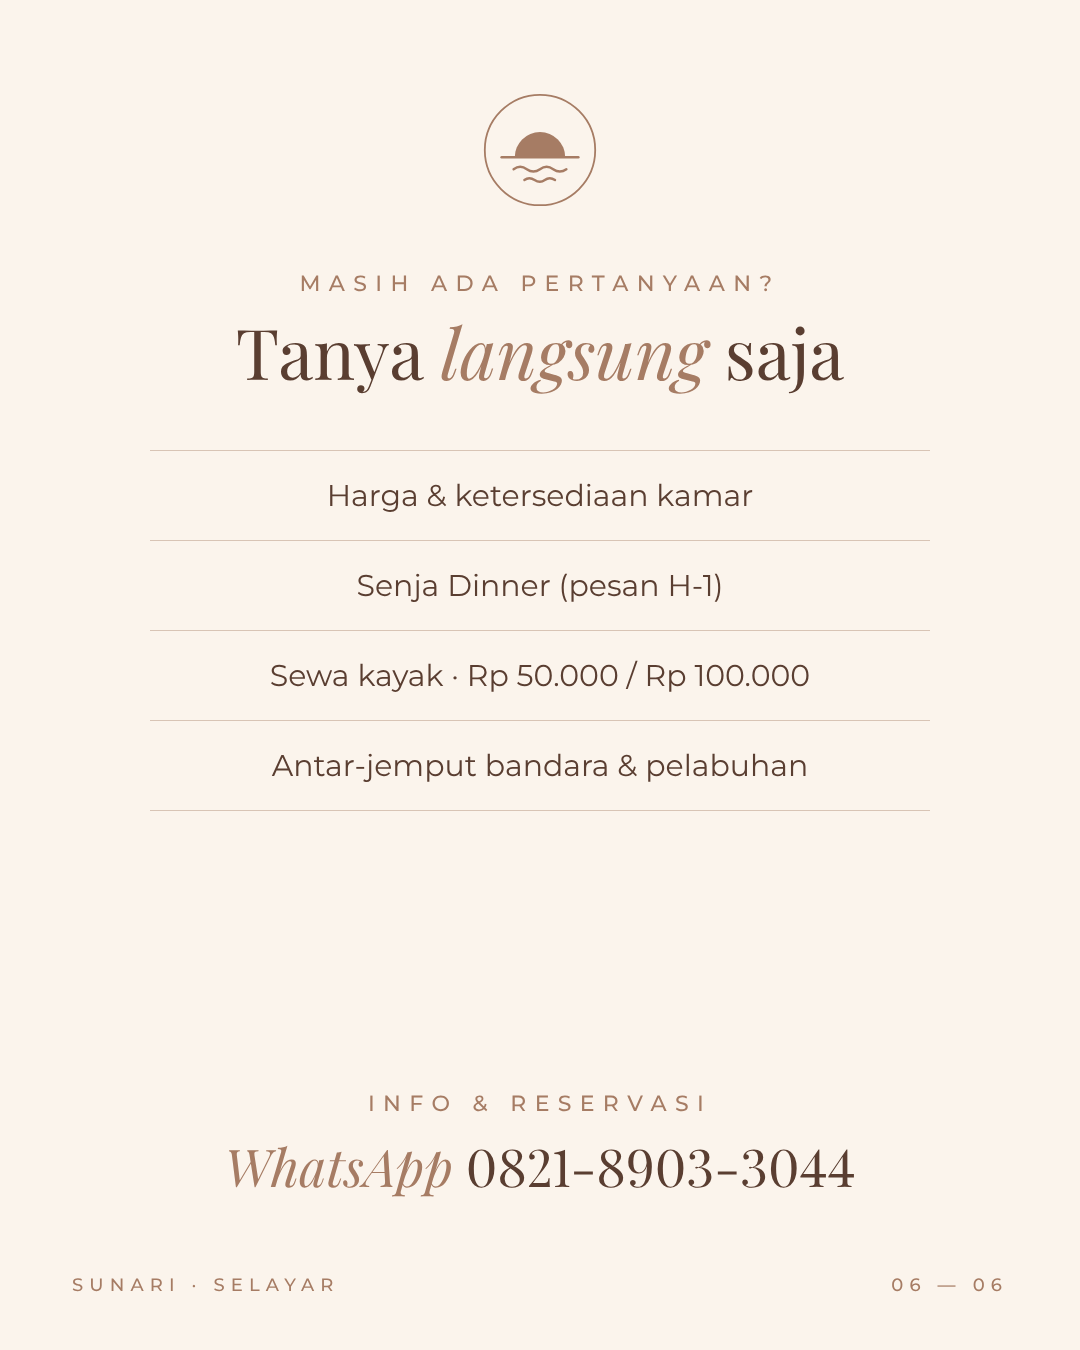 MASIH ADA PERTANYAAN?
Tanya langsung saja
Harga & ketersediaan kamar
Senja Dinner (pesan H-1)
Sewa kayak · Rp 50.000 / Rp 100.000
Antar-jemput bandara & pelabuhan
INFO & RESERVASI
WhatsApp 0821-8903-3044
SUNARI · SELAYAR
06 — 06